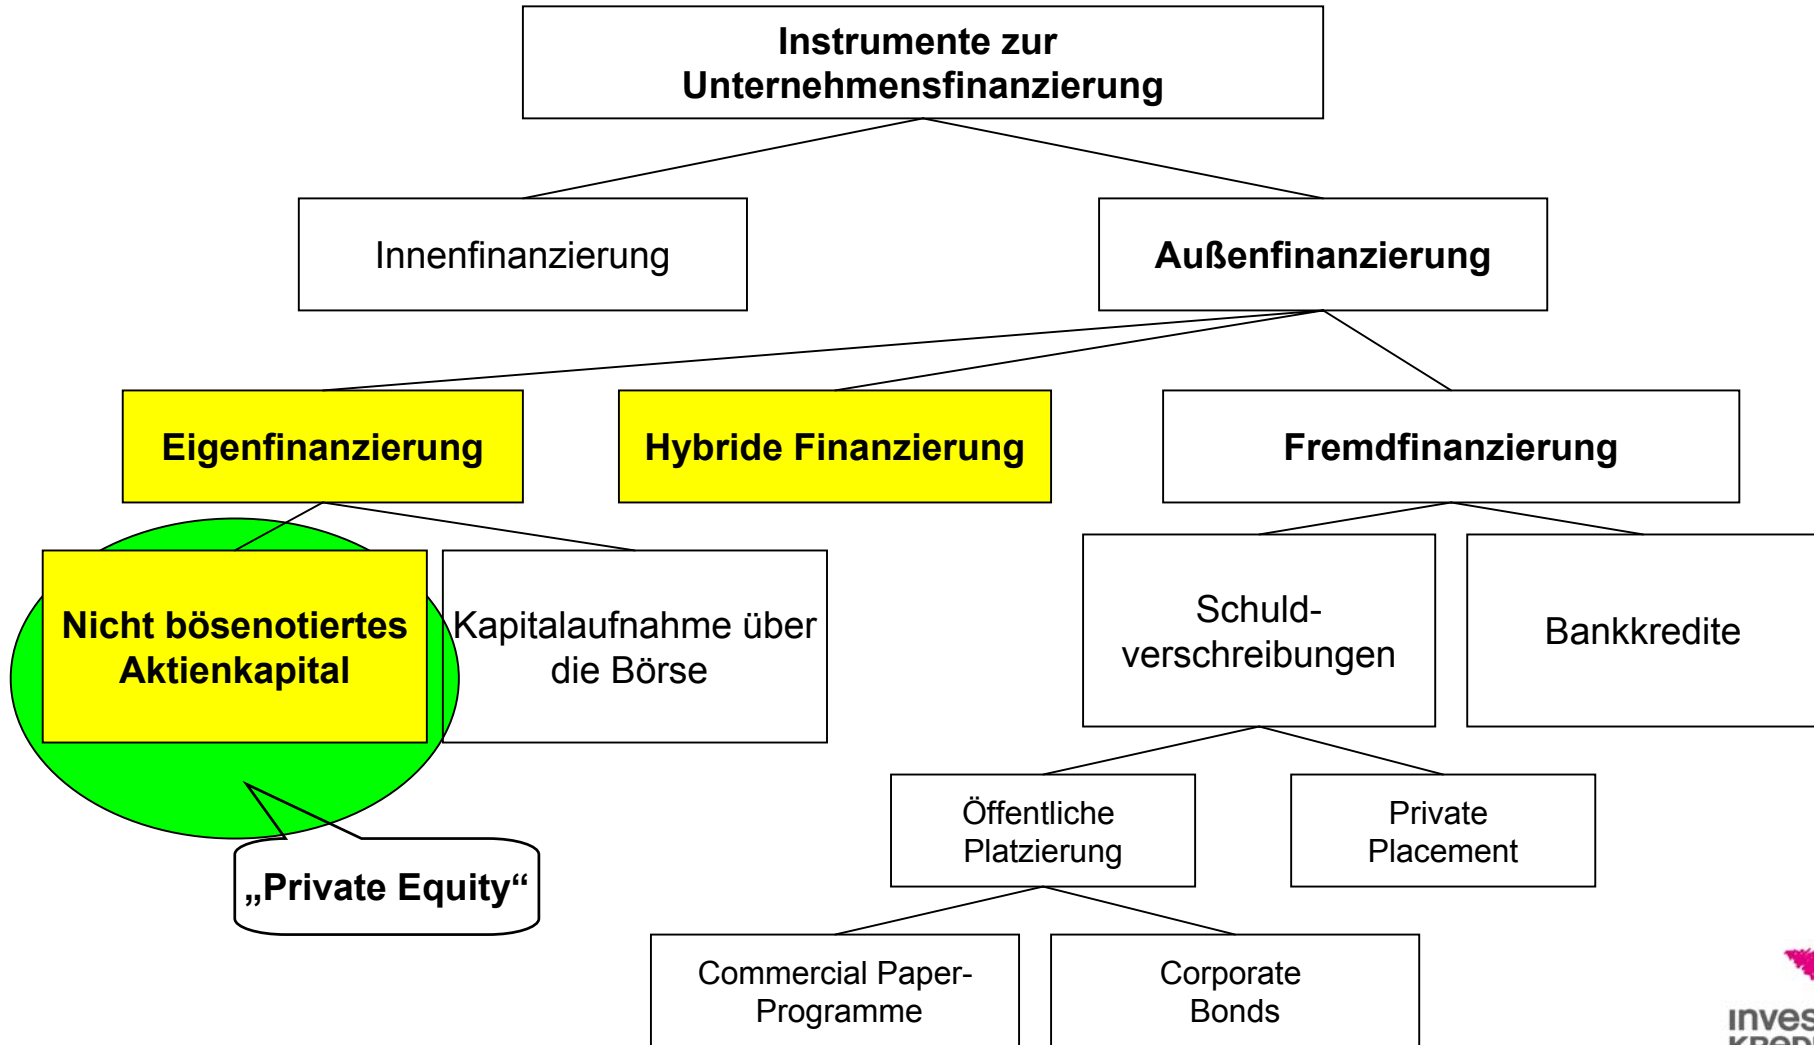 Instrumente zur
Unternehmensfinanzierung
Innenfinanzierung
Außenfinanzierung
Eigenfinanzierung
Hybride Finanzierung
Fremdfinanzierung
Nicht bösenotiertes
Aktienkapital
Kapitalaufnahme über
die Börse
Schuld-
verschreibungen
Bankkredite
Öffentliche
Platzierung
Private
Placement
„Private Equity“
Commercial Paper-
Programme
Corporate
Bonds